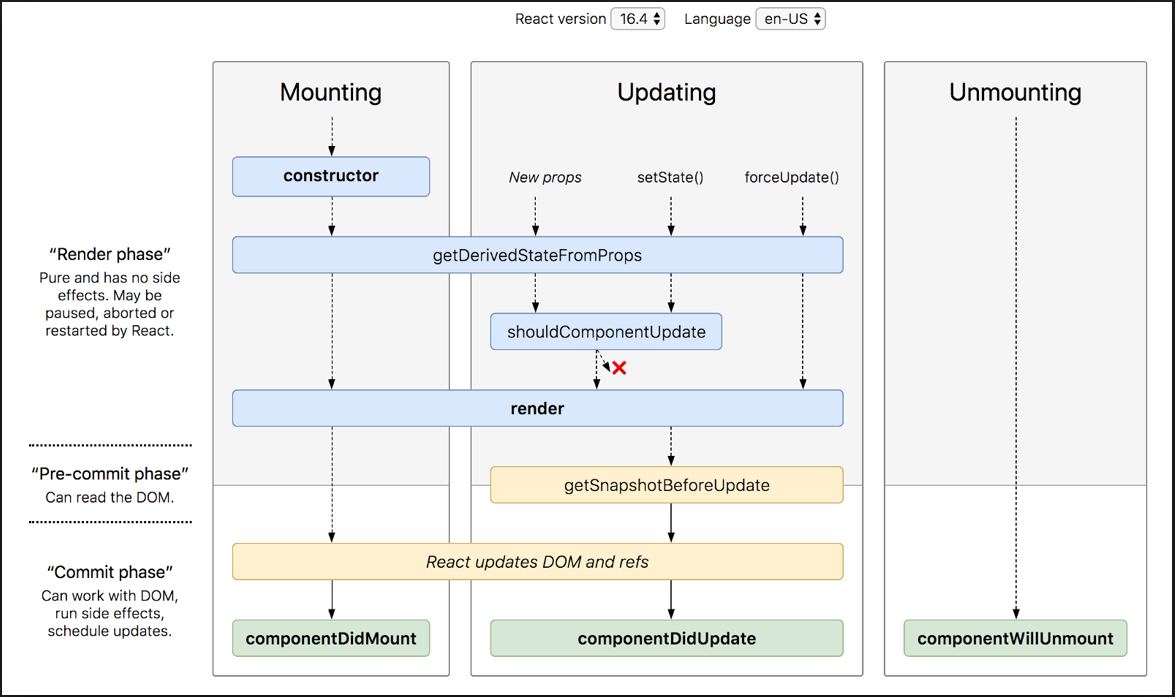 React version 16.4 Language en-US
Mounting
Updating
Unmounting
constructor
New props
setState()
forceUpdate()
“Render phase”
Pure and has no side
effects. May be
paused, aborted or
restarted by React.
getDerivedStateFromProps
shouldComponentUpdate
render
“Pre-commit phase”
Can read the DOM.
getSnapshotBeforeUpdate
“Commit phase”
Can work with DOM,
run side effects,
schedule updates.
React updates DOM and refs
componentDidMount
componentDidUpdate
componentWillUnmount